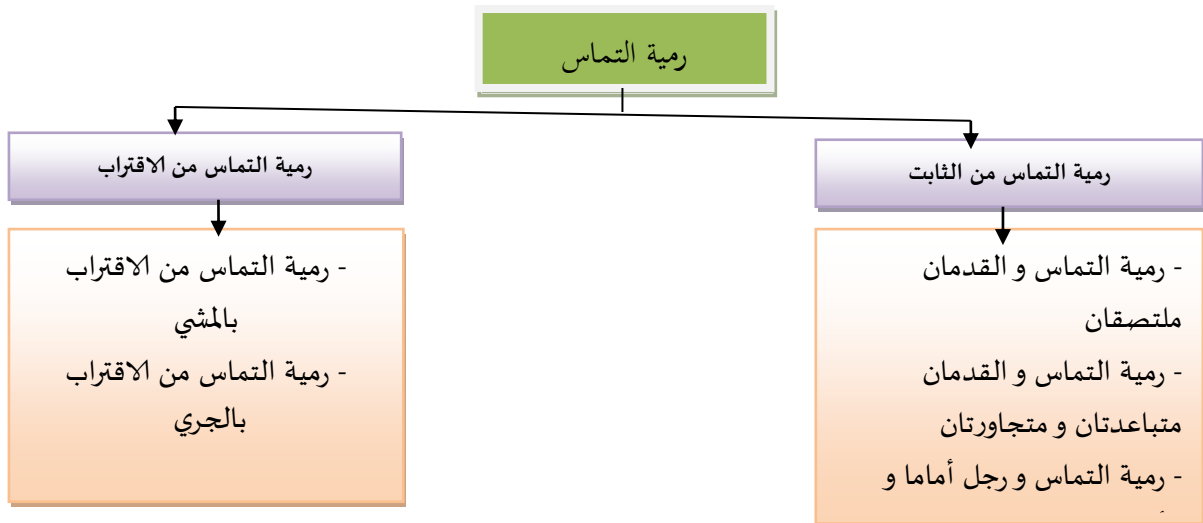 رمية التماس
رمية التماس من الثابت
- رمية التماس و القدمان
ملتصقان
- رمية التماس و القدمان
متباعدتان و متجاورتان
- رمية التماس و رجل أماما و
رمية التماس من الاقتراب
- رمية التماس من الاقتراب
بالمشي
- رمية التماس من الاقتراب
بالجري